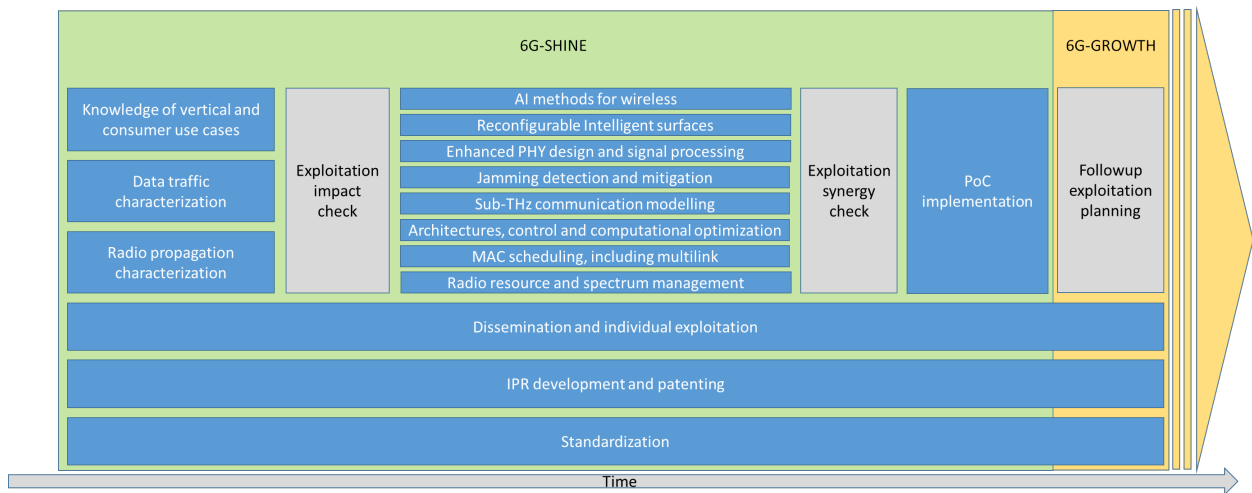 6G-SHINE
6G-GROWTH
Knowledge of vertical and
consumer use cases
Data traffic
characterization
Radio propagation
characterization
Exploitation
impact
check
AI methods for wireless
Reconfigurable Intelligent surfaces
Enhanced PHY design and signal processing
Jamming detection and mitigation
Sub-THz communication modelling
Architectures, control and computational optimization
MAC scheduling, including multilink
Radio resource and spectrum management
Exploitation
synergy
check
PoC
implementation
Followup
exploitation
planning
Dissemination and individual exploitation
IPR development and patenting
Standardization
Time